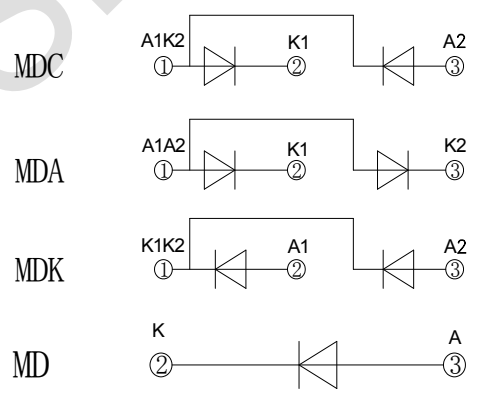 A1K2 K1 A2
MDC ① ② ③
A1A2 K1 K2
MDA ① ② ③
K1K2 A1 A2
MDK ① ② ③
K A
MD ② ③